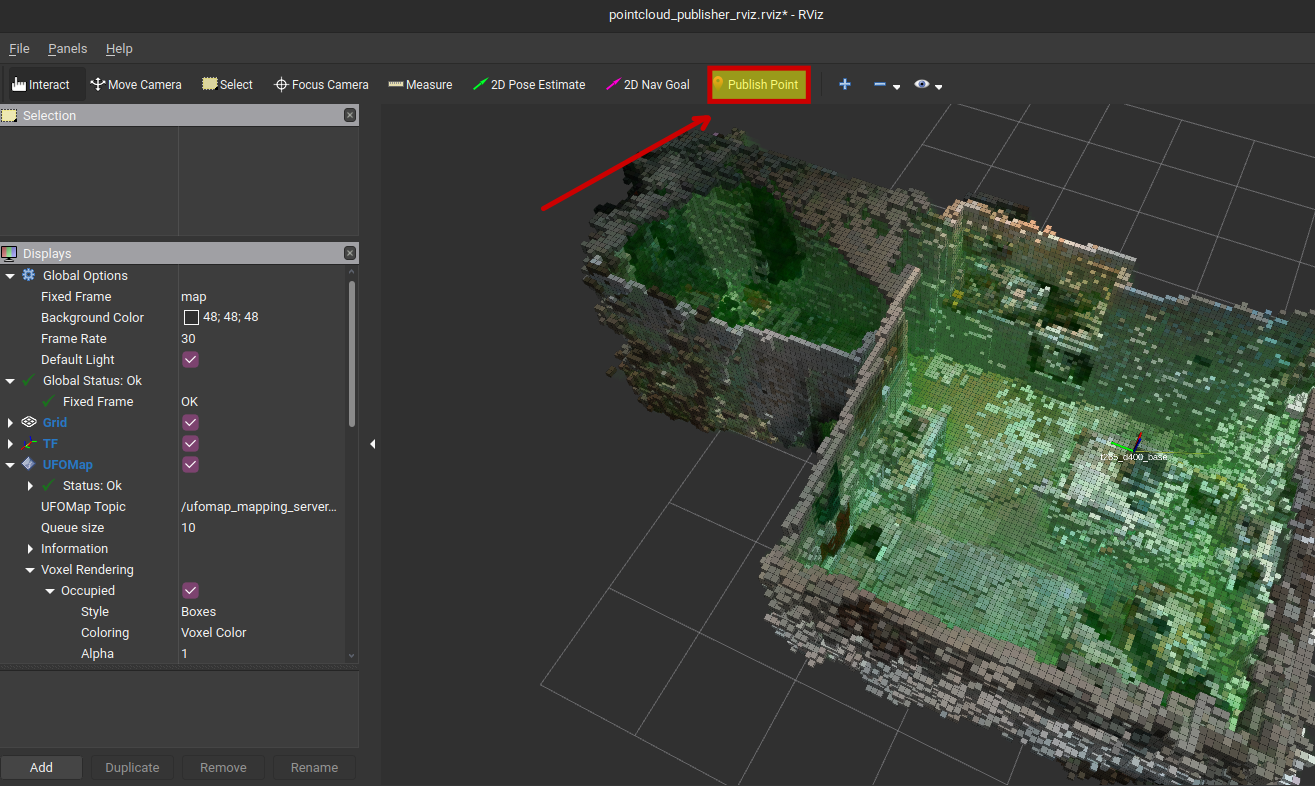 pointcloud_publisher_rviz.rviz* - RViz
File Panels Help
Interact Move Camera Select Focus Camera Measure 2D Pose Estimate 2D Nav Goal Publish Point
Selection
Displays
Global Options
Fixed Frame map
Background Color 48; 48; 48
Frame Rate 30
Default Light
Global Status: Ok
Fixed Frame OK
Grid
TF
UFOMap
Status: Ok
UFOMap Topic /ufomap_mapping_server...
Queue size 10
Information
Voxel Rendering
Occupied
Style Boxes
Coloring Voxel Color
Alpha 1
Add Duplicate Remove Rename
t265_d400_base